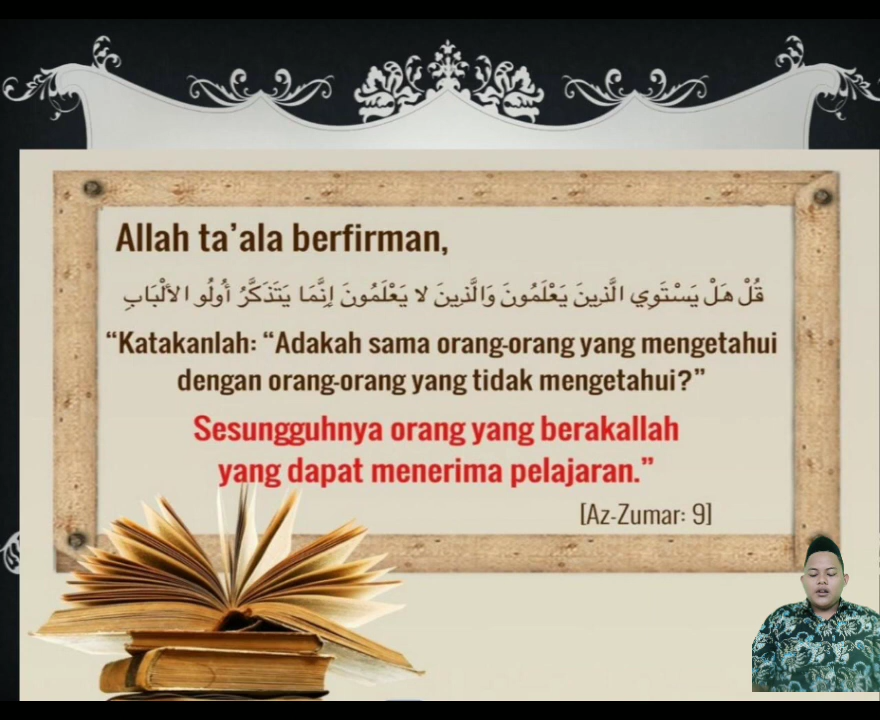 Allah ta’ala berfirman,
قُلْ هَلْ يَسْتَوِي الَّذِينَ يَعْلَمُونَ وَالَّذِينَ لا يَعْلَمُونَ إِنَّمَا يَتَذَكَّرُ أُولُو الألْبَابِ
“Katakanlah: “Adakah sama orang-orang yang mengetahui
dengan orang-orang yang tidak mengetahui?”
Sesungguhnya orang yang berakallah
yang dapat menerima pelajaran.”
[Az-Zumar: 9]